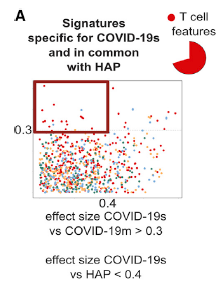 A
Signatures
specific for COVID-19s
and in common
with HAP
T cell
features
0.3
0.4
effect size COVID-19s
vs COVID-19m > 0.3
effect size COVID-19s
vs HAP < 0.4